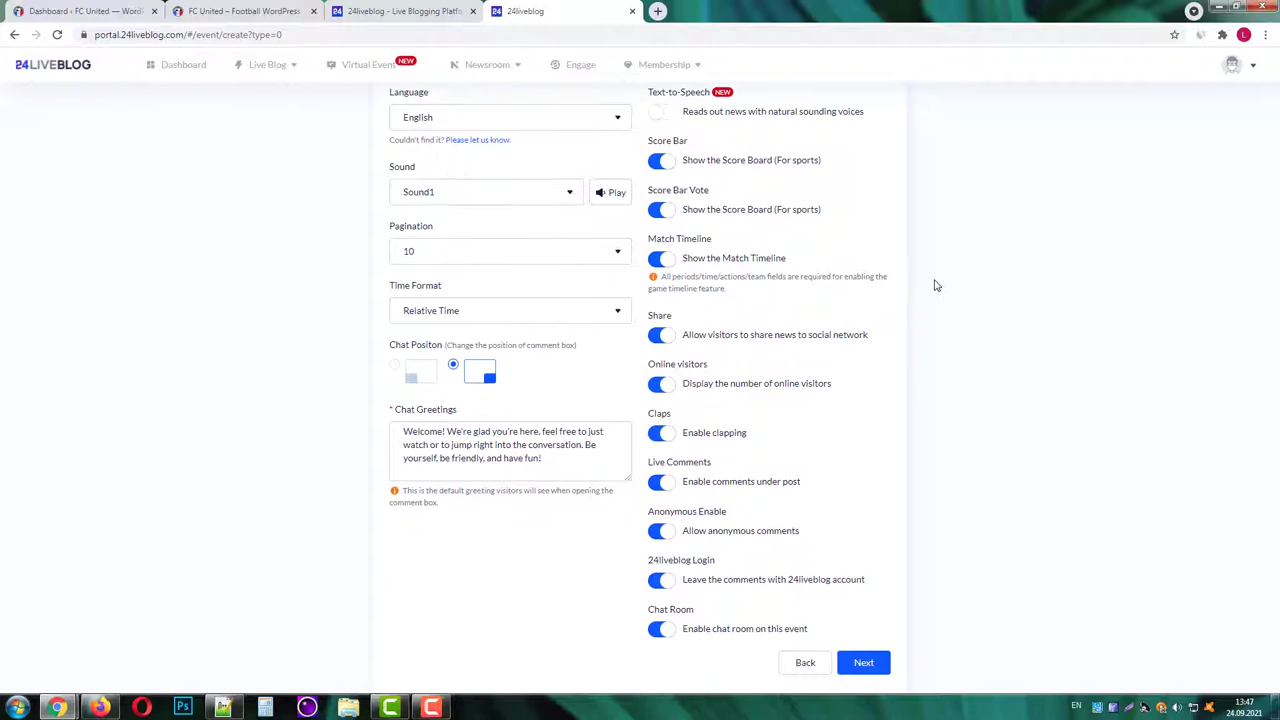 Dashboard ‹ FC United — WordP
FC United – Football WordPress
24liveblog - Live Blogging Platfo
24liveblog
portal.24liveblog.com/#/event/create?type=0
L
24LIVEBLOG
Dashboard
Live Blog
Virtual Event
NEW
Newsroom
Engage
Membership
Language
English
Couldn't find it? Please let us know.
Sound
Sound1
Play
Pagination
10
Time Format
Relative Time
Chat Positon (Change the position of comment box)
* Chat Greetings
Welcome! We're glad you're here, feel free to just
watch or to jump right into the conversation. Be
yourself, be friendly, and have fun!
This is the default greeting visitors will see when opening the
comment box.
Text-to-Speech NEW
Reads out news with natural sounding voices
Score Bar
Show the Score Board (For sports)
Score Bar Vote
Show the Score Board (For sports)
Match Timeline
Show the Match Timeline
All periods/time/actions/team fields are required for enabling the
game timeline feature.
Share
Allow visitors to share news to social network
Online visitors
Display the number of online visitors
Claps
Enable clapping
Live Comments
Enable comments under post
Anonymous Enable
Allow anonymous comments
24liveblog Login
Leave the comments with 24liveblog account
Chat Room
Enable chat room on this event
Back
Next
Ps
EN
13:47
24.09.2021